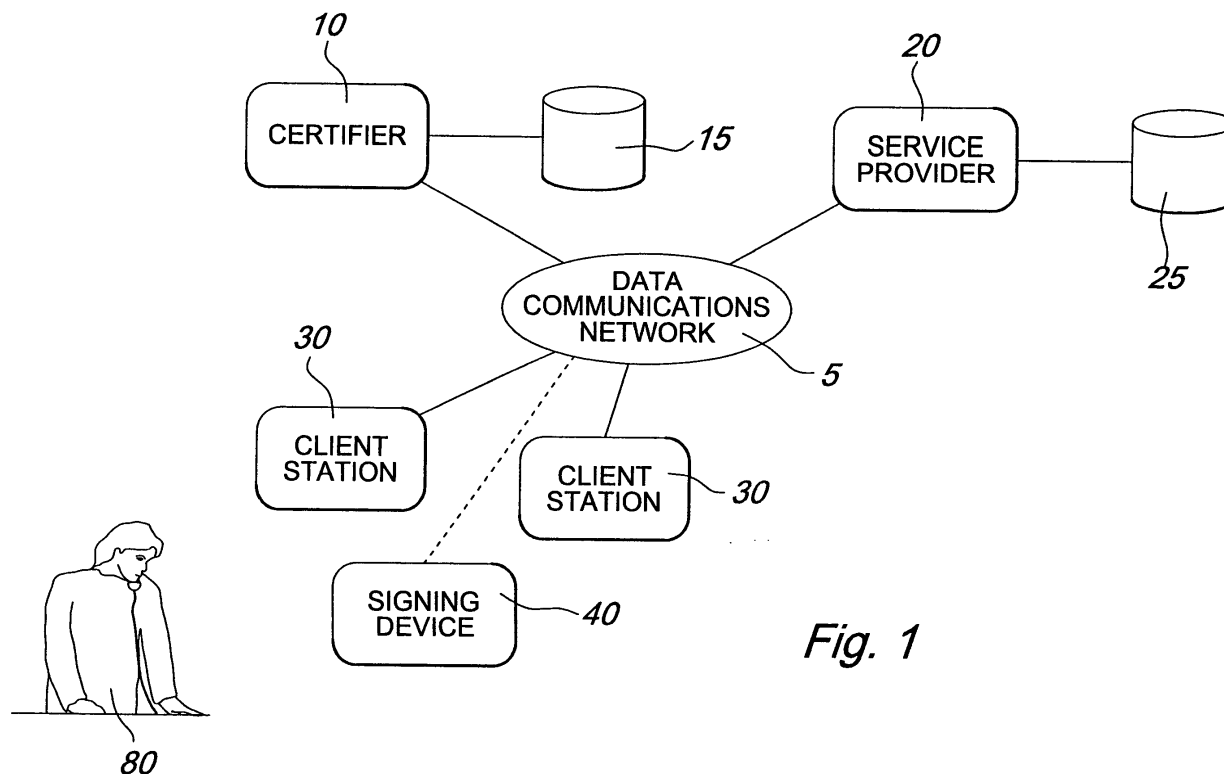 10
CERTIFIER
15
20
SERVICE
PROVIDER
25
DATA
COMMUNICATIONS
NETWORK
5
30
CLIENT
STATION
CLIENT
STATION
30
SIGNING
DEVICE
40
80
Fig. 1